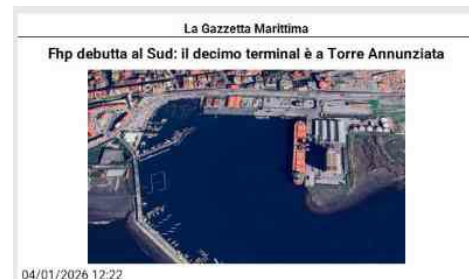 La Gazzetta Marittima
Fhp debutta al Sud: il decimo terminal è a Torre Annunziata
04/01/2026 12:22